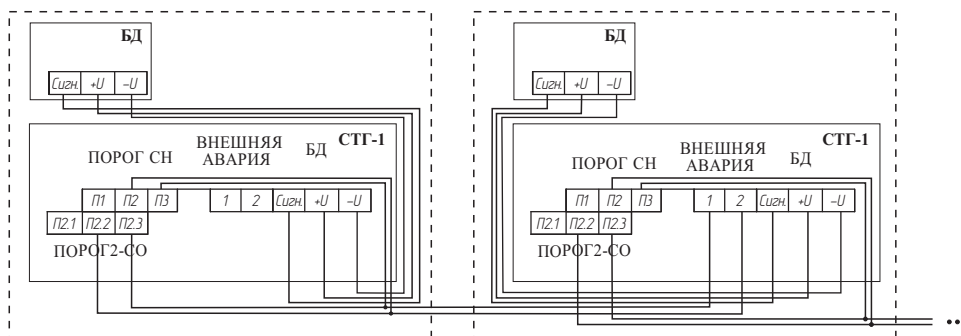 БД
Сигн. +U –U
СТГ-1
ПОРОГ СН
ВНЕШНЯЯ
АВАРИЯ
БД
П1 П2 П3
1 2 Сигн. +U –U
П2.1 П2.2 П2.3
ПОРОГ2-СО
БД
Сигн. +U –U
СТГ-1
ПОРОГ СН
ВНЕШНЯЯ
АВАРИЯ
БД
П1 П2 П3
1 2 Сигн. +U –U
П2.1 П2.2 П2.3
ПОРОГ2-СО